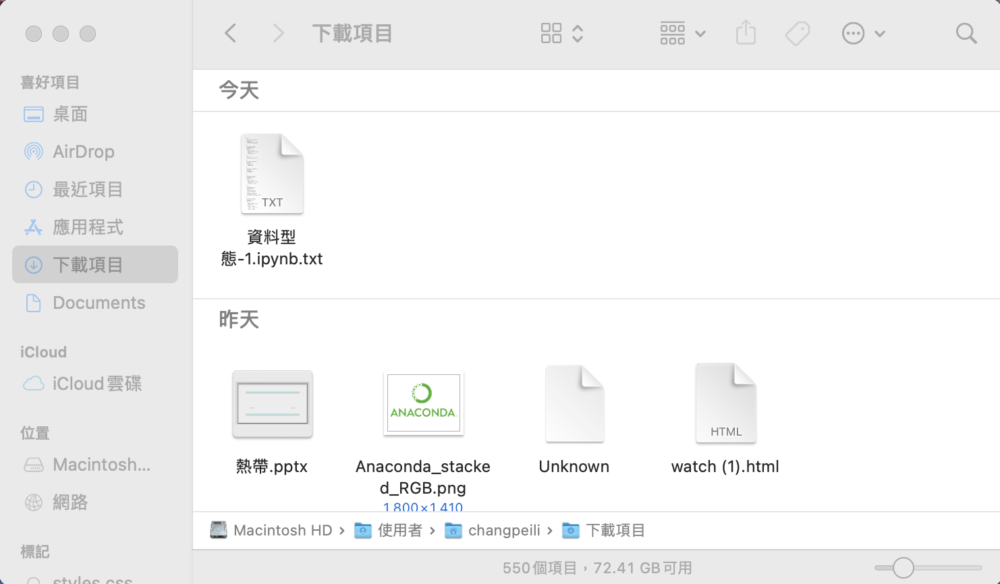 下載項目
喜好項目
桌面
AirDrop
最近項目
應用程式
下載項目
Documents
iCloud
iCloud雲碟
位置
Macintosh...
網路
標記
styles.css
今天
TXT
資料型
態-1.ipynb.txt
昨天
ANACONDA.
HTML
熱帶.pptx
Anaconda_stacke
d_RGB.png
1,800×1,410
Unknown
watch (1).html
Macintosh HD › 使用者 › changpeili › 下載項目
550個項目，72.41 GB可用